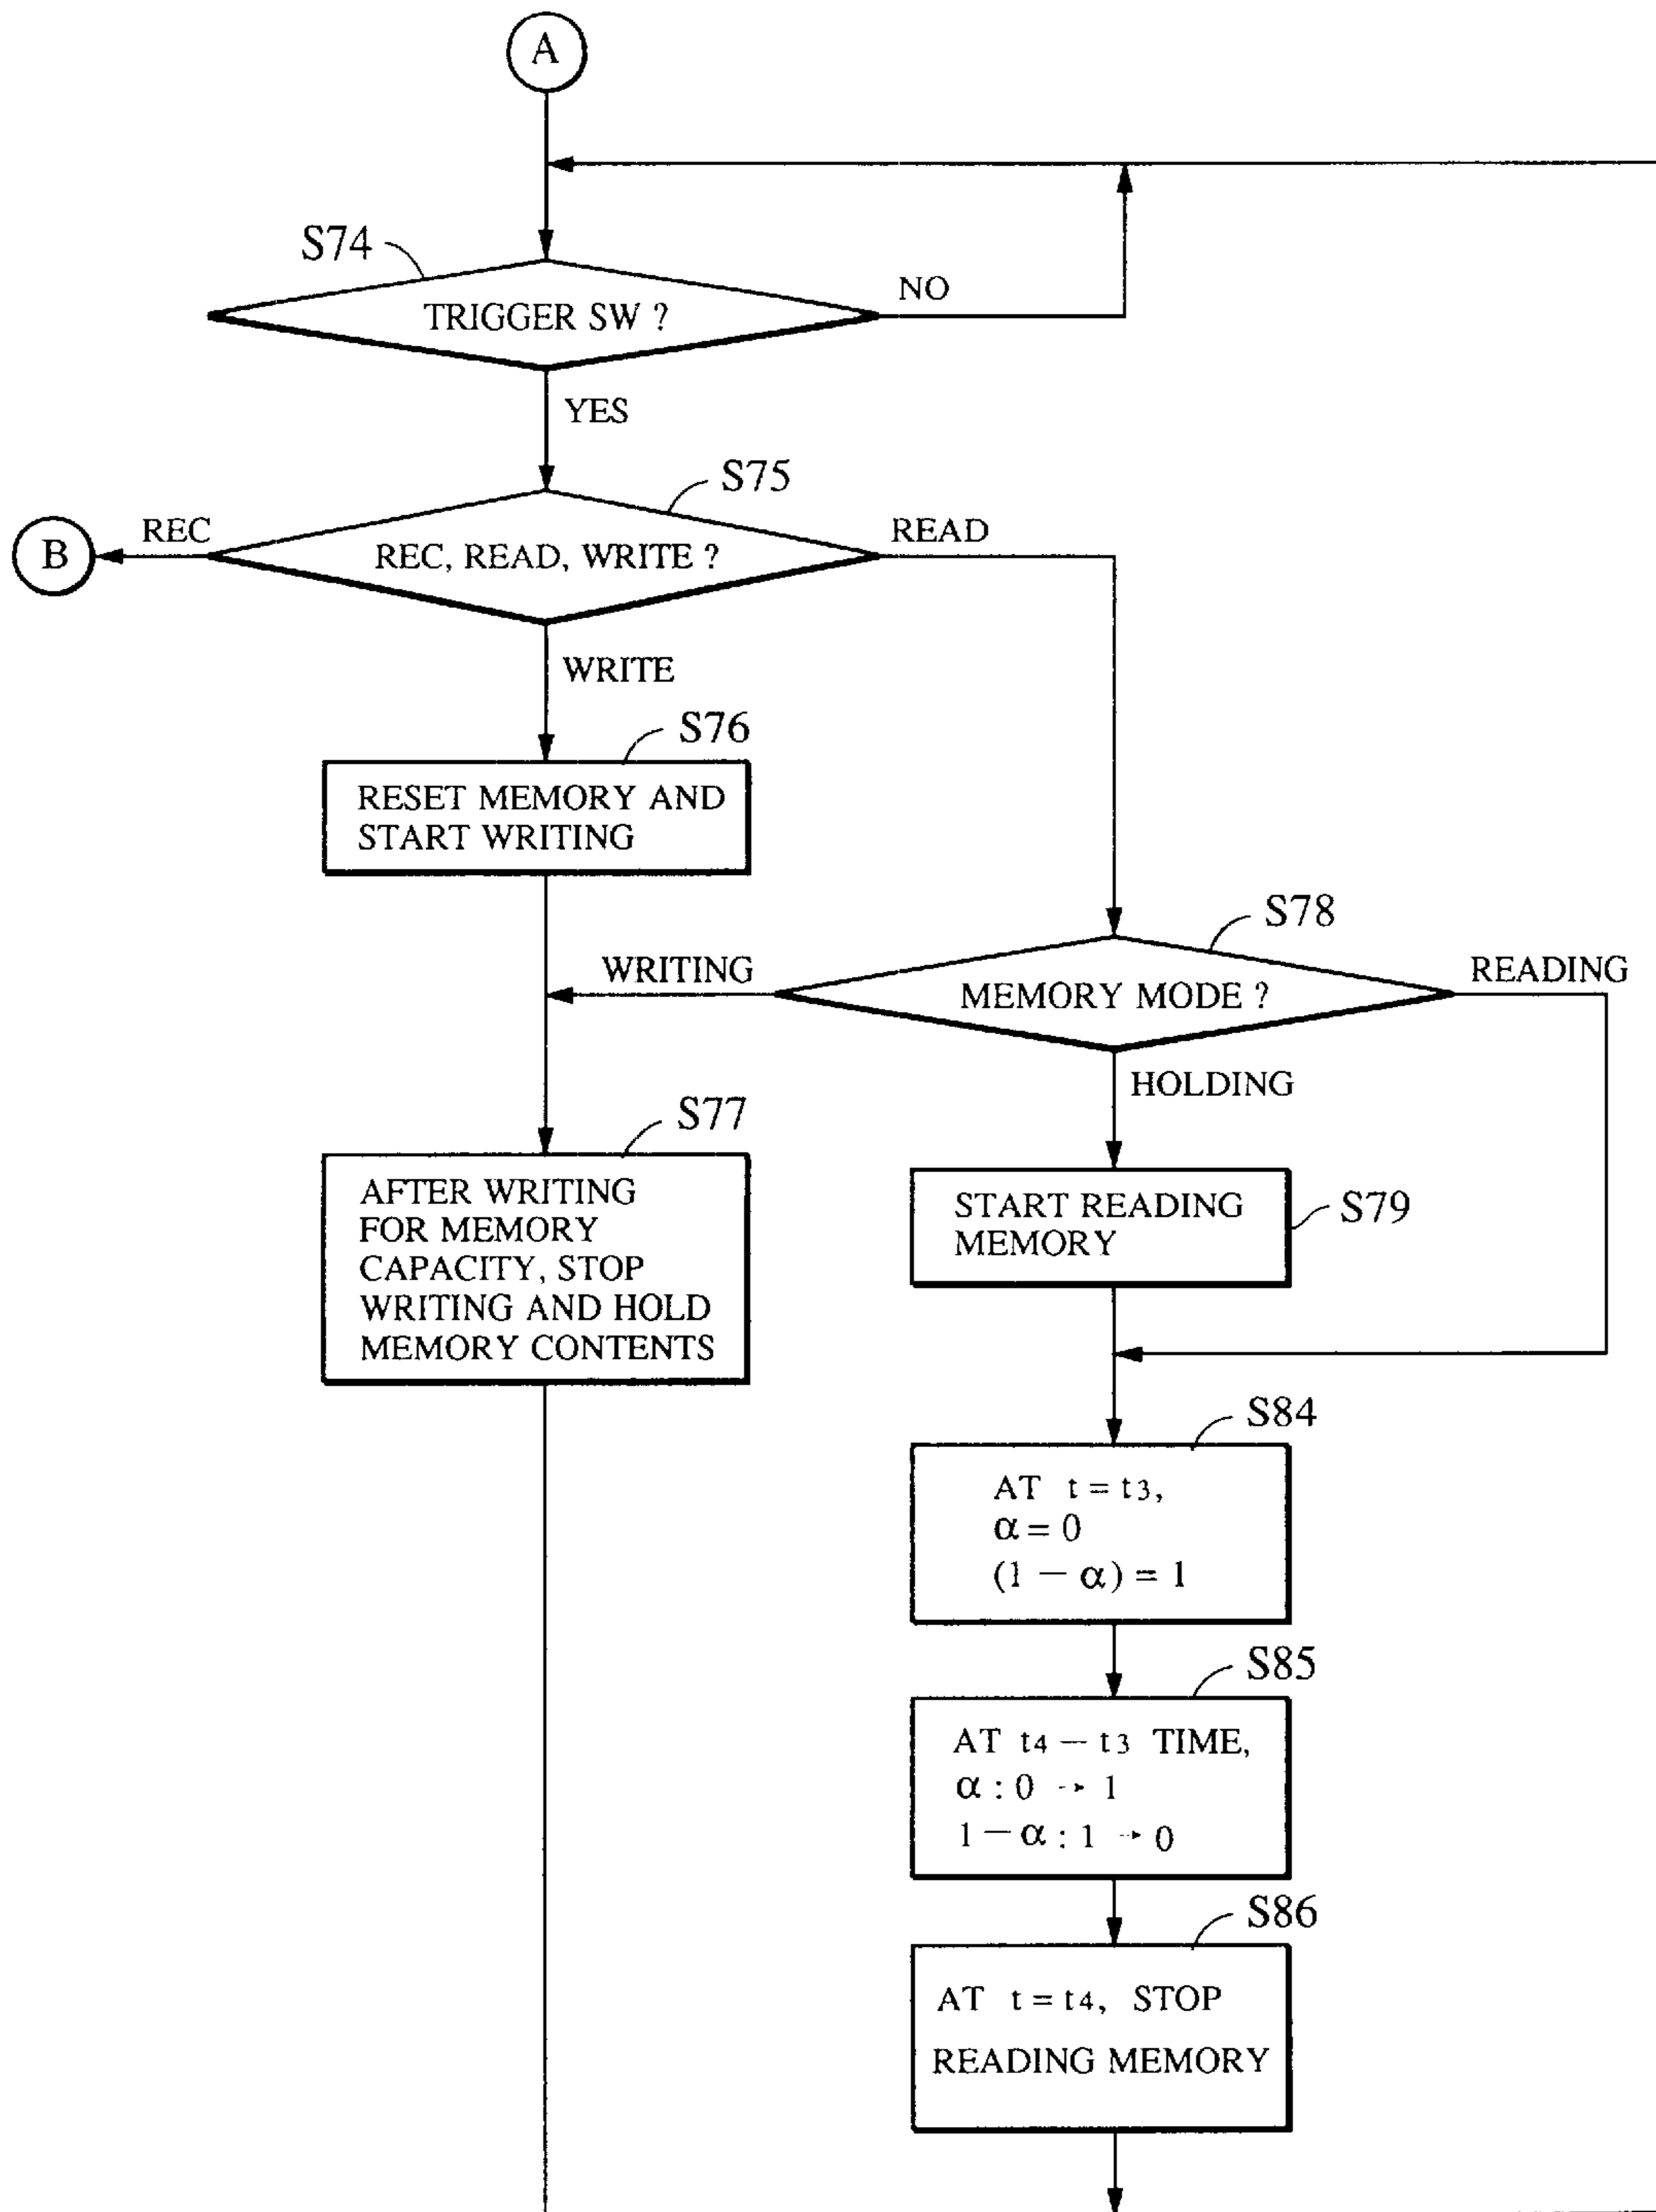 A
S74
TRIGGER SW ?
NO
YES
S75
B
REC
REC, READ, WRITE ?
READ
WRITE
S76
RESET MEMORY AND
START WRITING
S78
WRITING
MEMORY MODE ?
READING
HOLDING
S77
AFTER WRITING
FOR MEMORY
CAPACITY, STOP
WRITING AND HOLD
MEMORY CONTENTS
START READING
MEMORY
S79
S84
AT t = t3,
α = 0
(1 − α) = 1
S85
AT t4 − t3 TIME,
α : 0 → 1
1 − α : 1 → 0
S86
AT t = t4, STOP
READING MEMORY